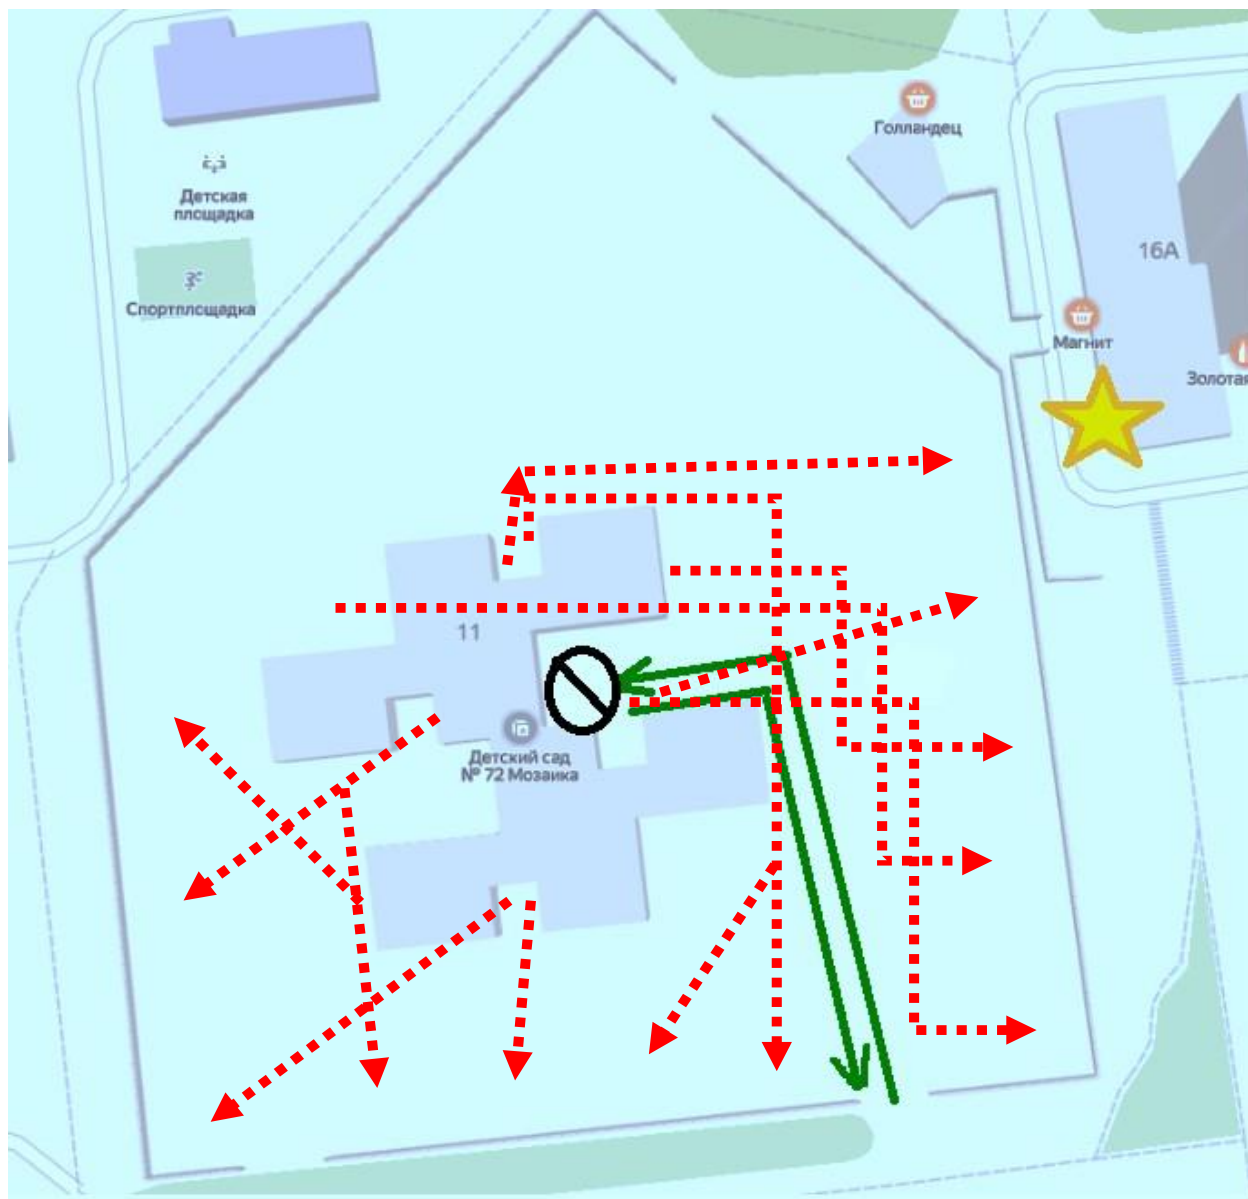 Голландец
Детская
площадка
16А
Спортплощадка
Магнит
Золотая
11
Детский сад
№ 72 Мозаика